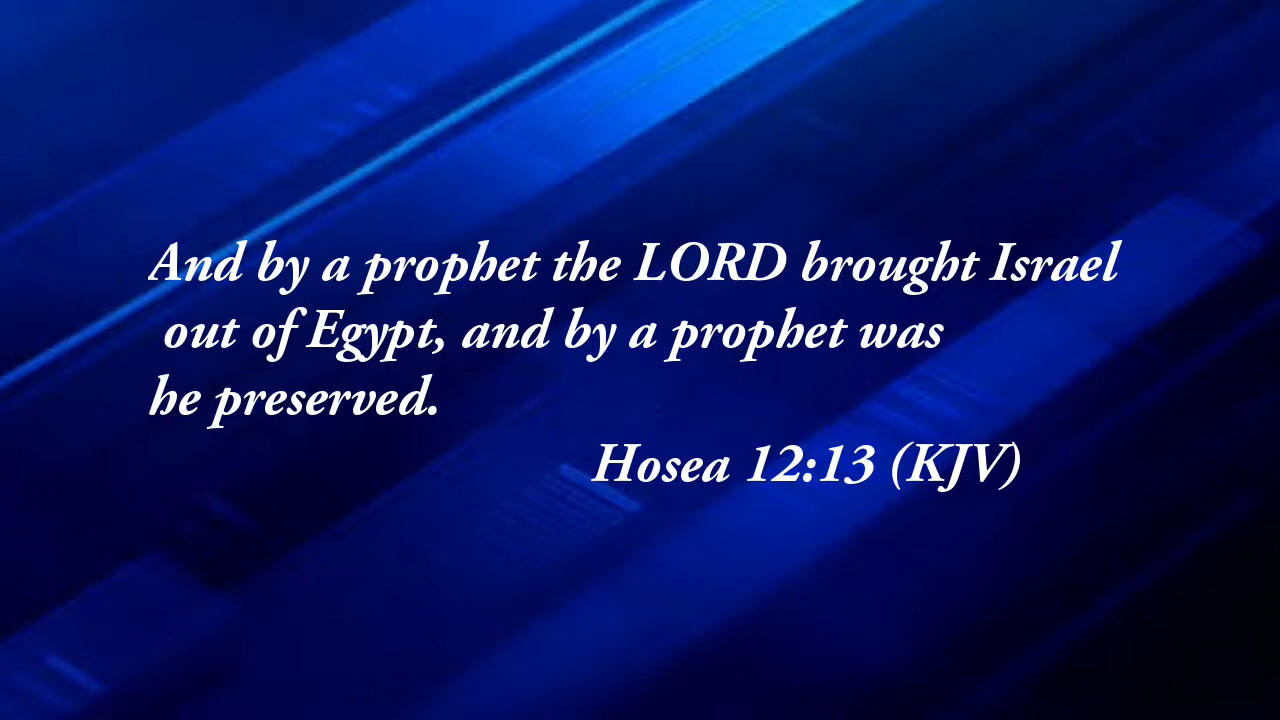 And by a prophet the LORD brought Israel
out of Egypt, and by a prophet was
he preserved.
Hosea 12:13 (KJV)